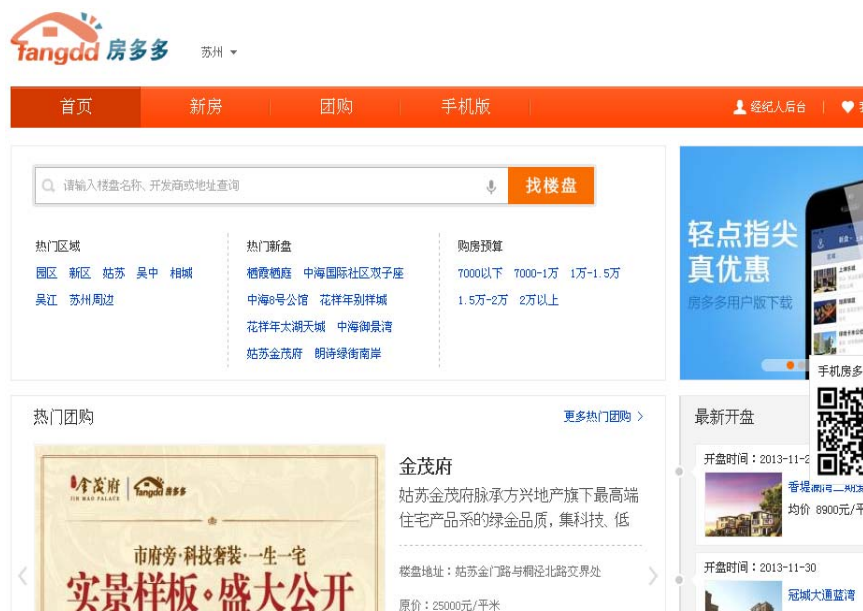 fangdd 房多多
苏州
首页 新房 团购 手机版 经纪人后台
请输入楼盘名称、开发商或地址查询 找楼盘
热门区域
园区 新区 姑苏 吴中 相城
吴江 苏州周边
热门新盘
栖霞栖庭 中海国际社区双子座
中海8号公馆 花样年别样城
花样年太湖天城 中海御景湾
姑苏金茂府 朗诗绿街南岸
购房预算
7000以下 7000-1万 1万-1.5万
1.5万-2万 2万以上
轻点指尖
真优惠
房多多用户版下载
手机房多
热门团购 更多热门团购
金茂府
JIN MAO PALACE
fangdd 房多多
市府旁·科技奢装·一生一宅
实景样板·盛大公开
金茂府
姑苏金茂府脉承方兴地产旗下最高端
住宅产品系的绿金品质，集科技、低
楼盘地址：姑苏金门路与桐泾北路交界处
原价：25000元/平米
最新开盘
开盘时间：2013-11-2
均价 8900元/平
开盘时间：2013-11-30
冠城大通蓝湾